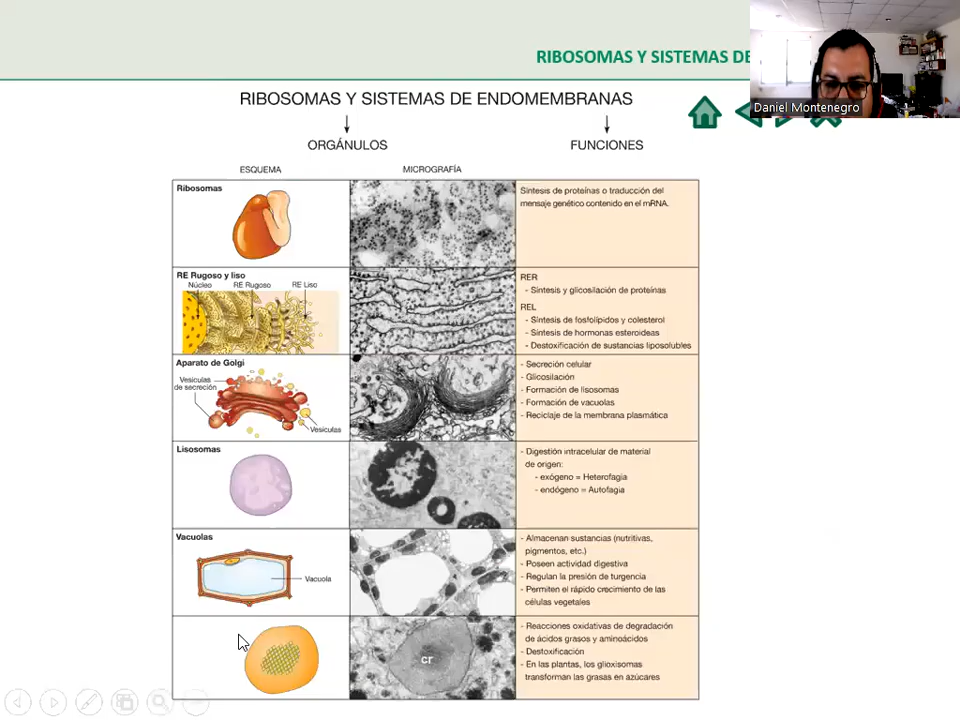 RIBOSOMAS Y SISTEMAS DE
Daniel Montenegro
RIBOSOMAS Y SISTEMAS DE ENDOMEMBRANAS
ORGÁNULOS
FUNCIONES
ESQUEMA
MICROGRAFÍA
Ribosomas
Síntesis de proteínas o traducción del
mensaje genético contenido en el mRNA.
RE Rugoso y liso
Núcleo
RE Rugoso
RE Liso
RER
- Síntesis y glicosilación de proteínas
REL
- Síntesis de fosfolípidos y colesterol
- Síntesis de hormonas esteroideas
- Destoxificación de sustancias liposolubles
Aparato de Golgi
Vesículas
de secreción
Vesículas
- Secreción celular
- Glicosilación
- Formación de lisosomas
- Formación de vacuolas
- Reciclaje de la membrana plasmática
Lisosomas
- Digestión intracelular de material
de origen:
- exógeno = Heterofagia
- endógeno = Autofagia
Vacuolas
Vacuola
- Almacenan sustancias (nutritivas,
pigmentos, etc.)
- Poseen actividad digestiva
- Regulan la presión de turgencia
- Permiten el rápido crecimiento de las
células vegetales
cr
- Reacciones oxidativas de degradación
de ácidos grasos y aminoácidos
- Destoxificación
- En las plantas, los glioxisomas
transforman las grasas en azúcares